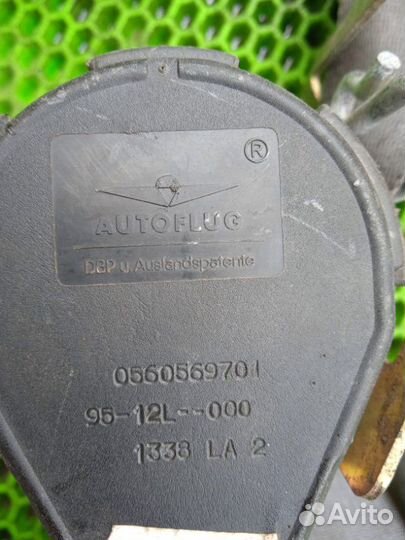 ®
AUTOFLUG
DBP u Auslandspatente
0560569701
95-12L--000
1338 LA 2
Avito